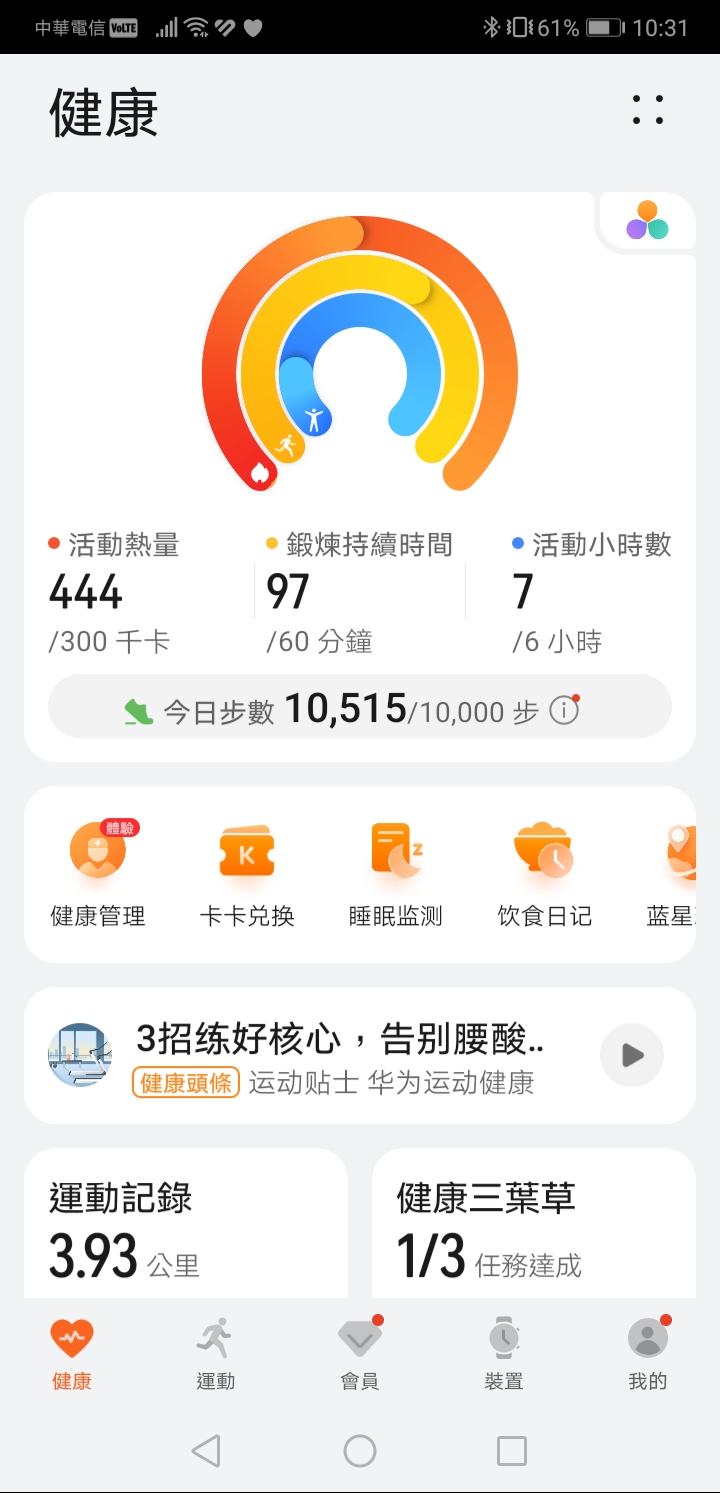 中華電信 VoLTE 61% 10:31
健康
活動熱量 鍛煉持續時間 活動小時數
444 97 7
/300 千卡 /60 分鐘 /6 小時
今日步數 10,515/10,000 步
體驗
K z
健康管理 卡卡兑换 睡眠监测 饮食日记 蓝星
3招练好核心，告别腰酸..
健康頭條 运动贴士 华为运动健康
運動記錄 健康三葉草
3.93 公里 1/3 任務達成
健康 運動 會員 裝置 我的